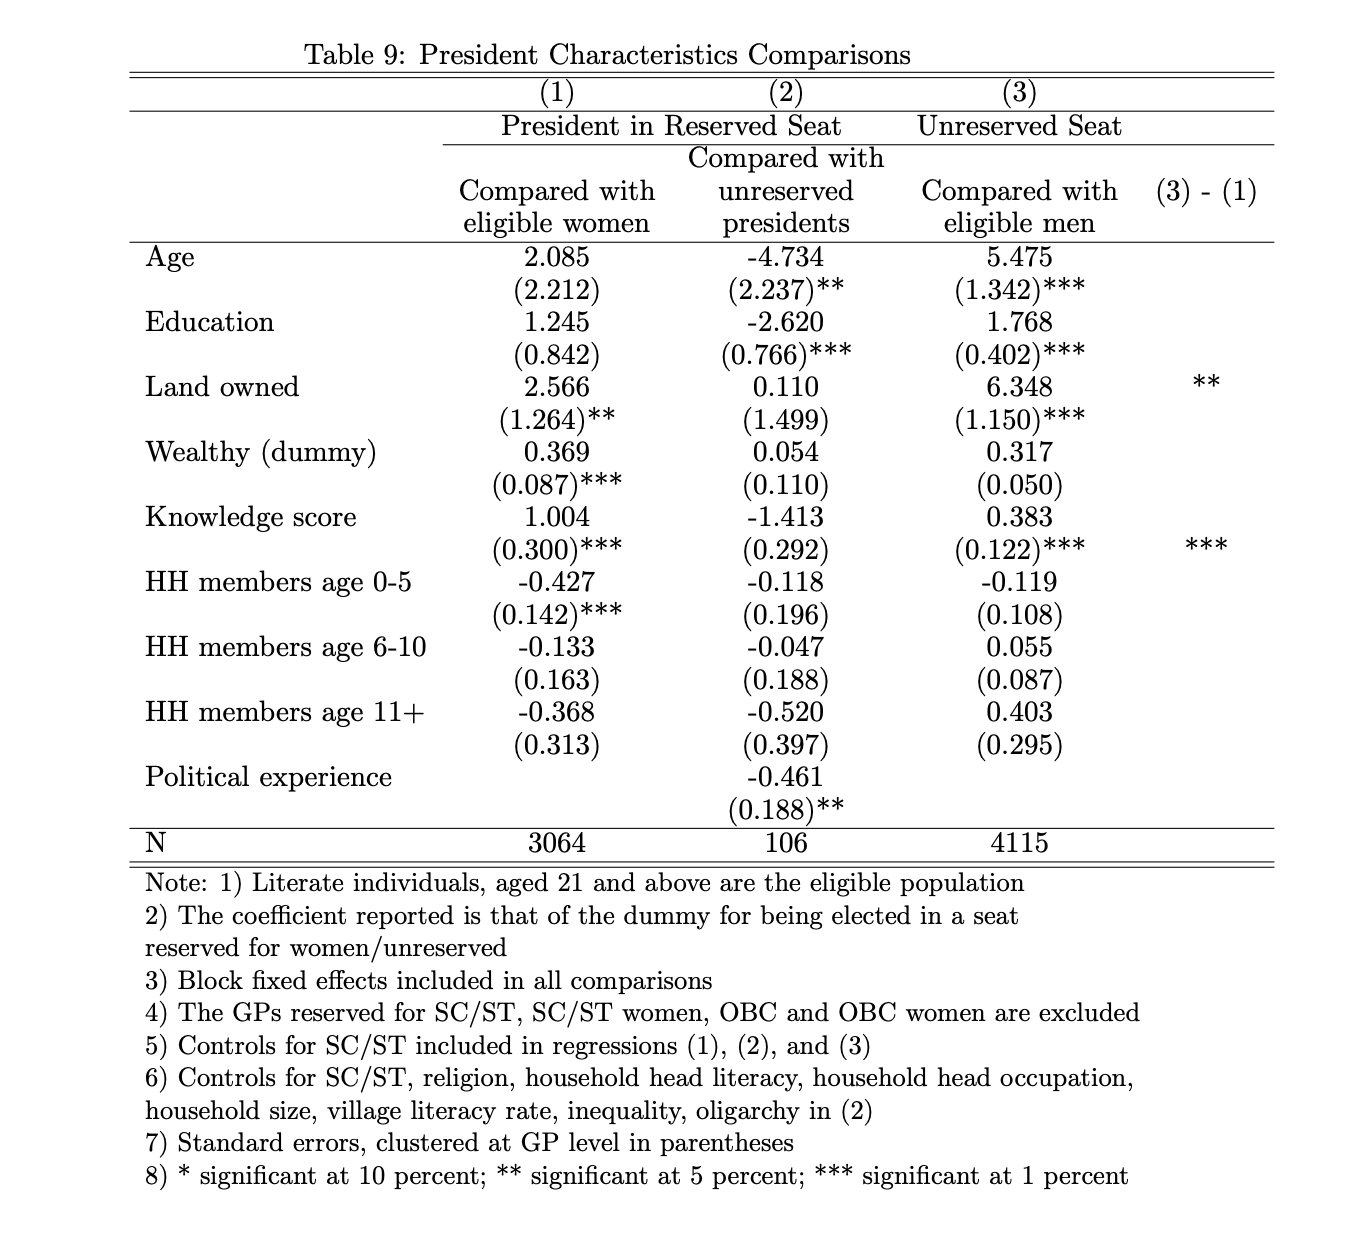 Table 9: President Characteristics Comparisons
(1) (2) (3)
President in Reserved Seat Unreserved Seat
Compared with
Compared with unreserved Compared with (3) - (1)
eligible women presidents eligible men
Age 2.085 -4.734 5.475
(2.212) (2.237)** (1.342)***
Education 1.245 -2.620 1.768
(0.842) (0.766)*** (0.402)***
Land owned 2.566 0.110 6.348 **
(1.264)** (1.499) (1.150)***
Wealthy (dummy) 0.369 0.054 0.317
(0.087)*** (0.110) (0.050)
Knowledge score 1.004 -1.413 0.383
(0.300)*** (0.292) (0.122)*** ***
HH members age 0-5 -0.427 -0.118 -0.119
(0.142)*** (0.196) (0.108)
HH members age 6-10 -0.133 -0.047 0.055
(0.163) (0.188) (0.087)
HH members age 11+ -0.368 -0.520 0.403
(0.313) (0.397) (0.295)
Political experience -0.461
(0.188)**
N 3064 106 4115
Note: 1) Literate individuals, aged 21 and above are the eligible population
2) The coefficient reported is that of the dummy for being elected in a seat
reserved for women/unreserved
3) Block fixed effects included in all comparisons
4) The GPs reserved for SC/ST, SC/ST women, OBC and OBC women are excluded
5) Controls for SC/ST included in regressions (1), (2), and (3)
6) Controls for SC/ST, religion, household head literacy, household head occupation,
household size, village literacy rate, inequality, oligarchy in (2)
7) Standard errors, clustered at GP level in parentheses
8) * significant at 10 percent; ** significant at 5 percent; *** significant at 1 percent